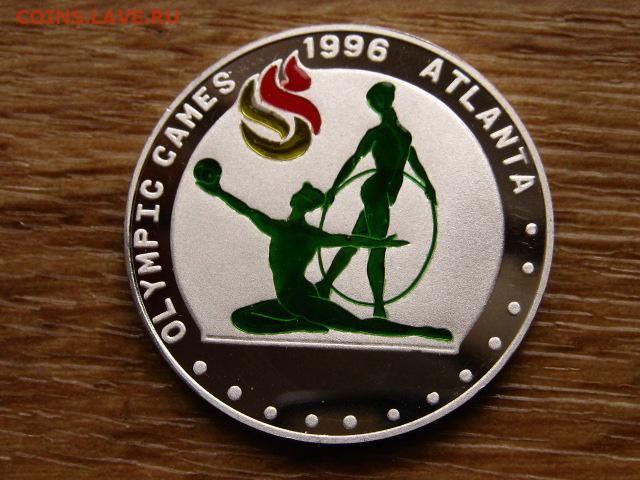 COINS.LAVE.RU
OLYMPIC GAMES 1996 ATLANTA